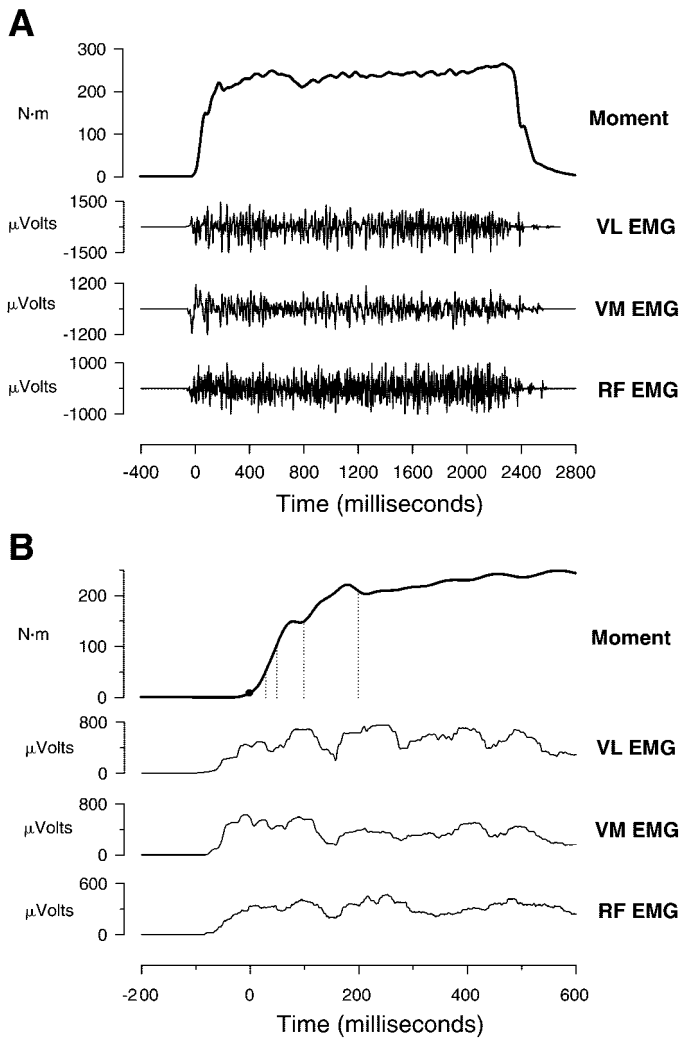 A
300
200
N·m
100
0
Moment
1500
μVolts
-1500
VL EMG
1200
μVolts
-1200
VM EMG
1000
μVolts
-1000
RF EMG
-400 0 400 800 1200 1600 2000 2400 2800
Time (milliseconds)
B
200
N·m
100
0
Moment
800
μVolts
0
VL EMG
800
μVolts
0
VM EMG
600
μVolts
0
RF EMG
-200 0 200 400 600
Time (milliseconds)